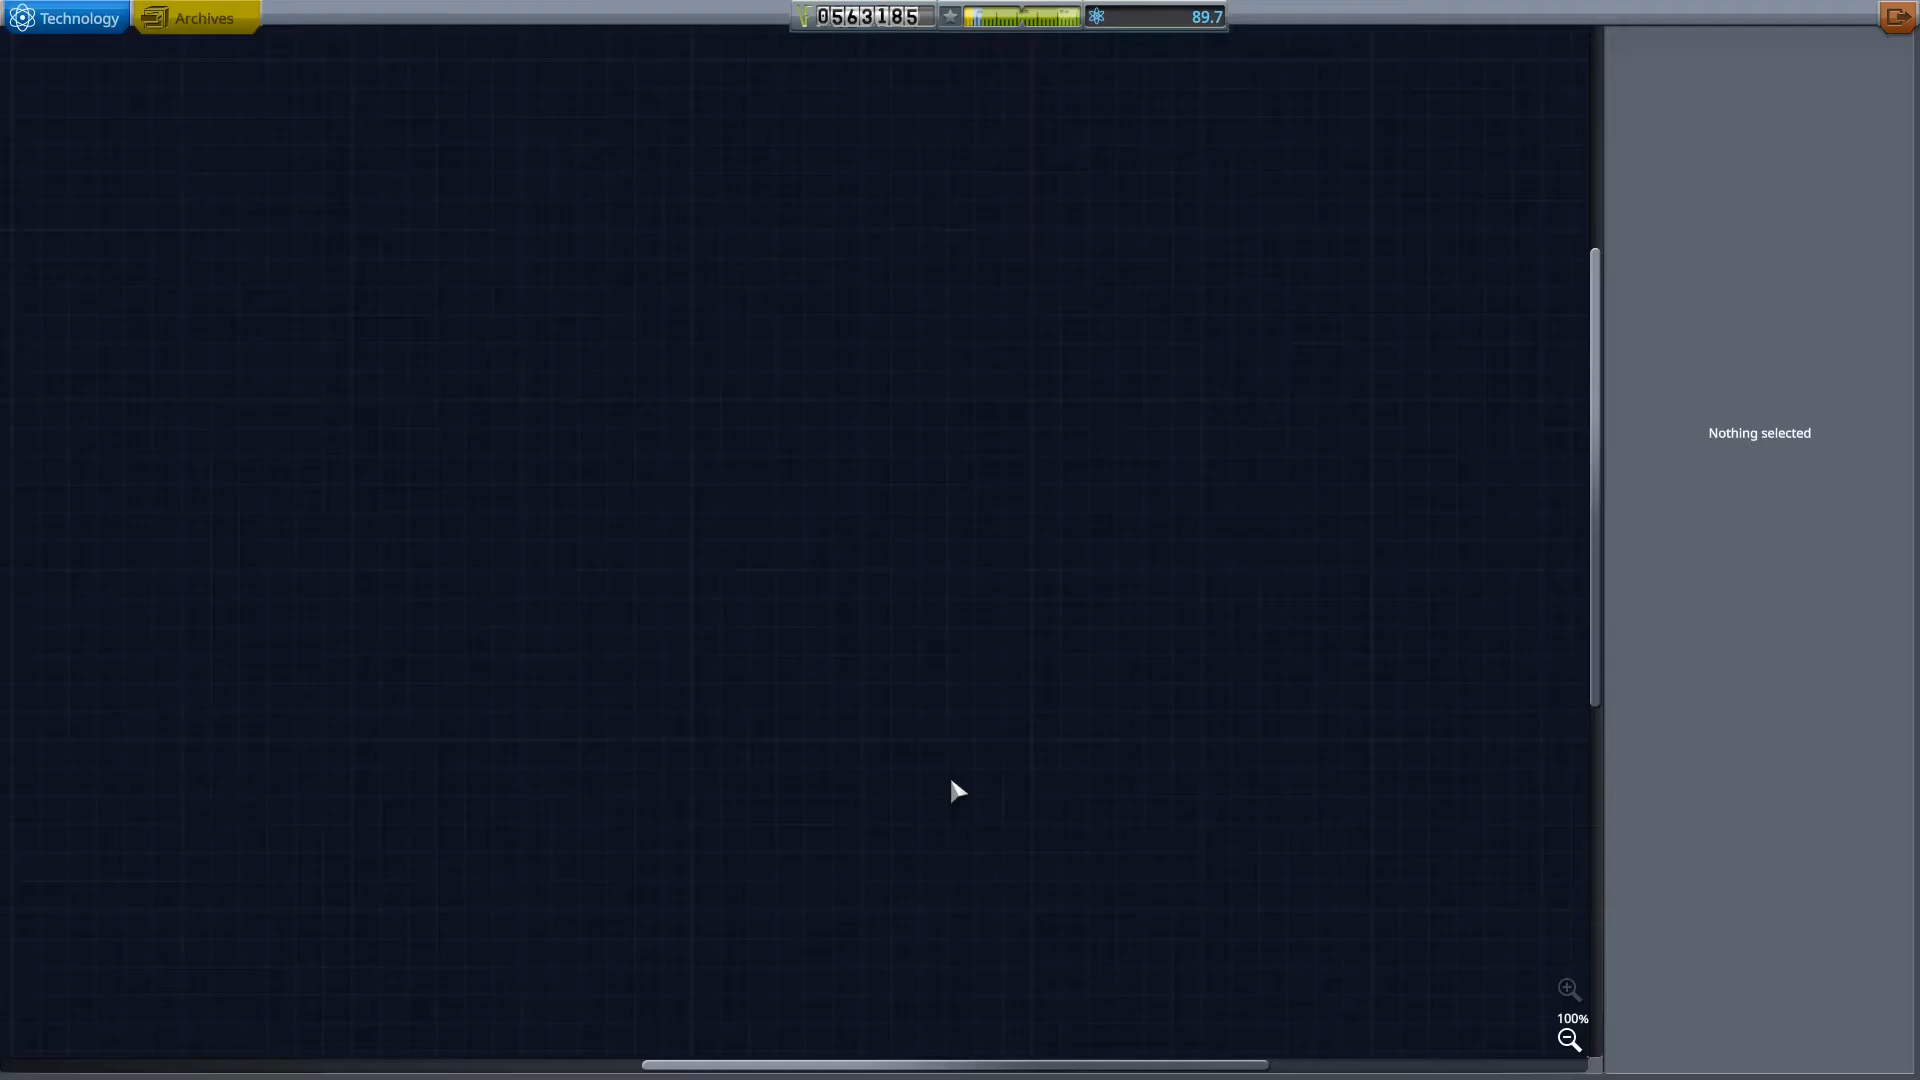 Technology
Archives
0563185
89.7
Nothing selected
100%